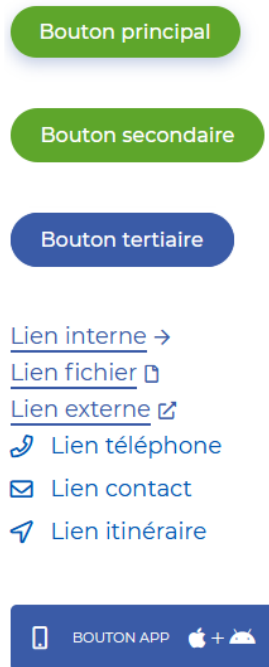 Bouton principal
Bouton secondaire
Bouton tertiaire
Lien interne
Lien fichier
Lien externe
Lien téléphone
Lien contact
Lien itinéraire
BOUTON APP +